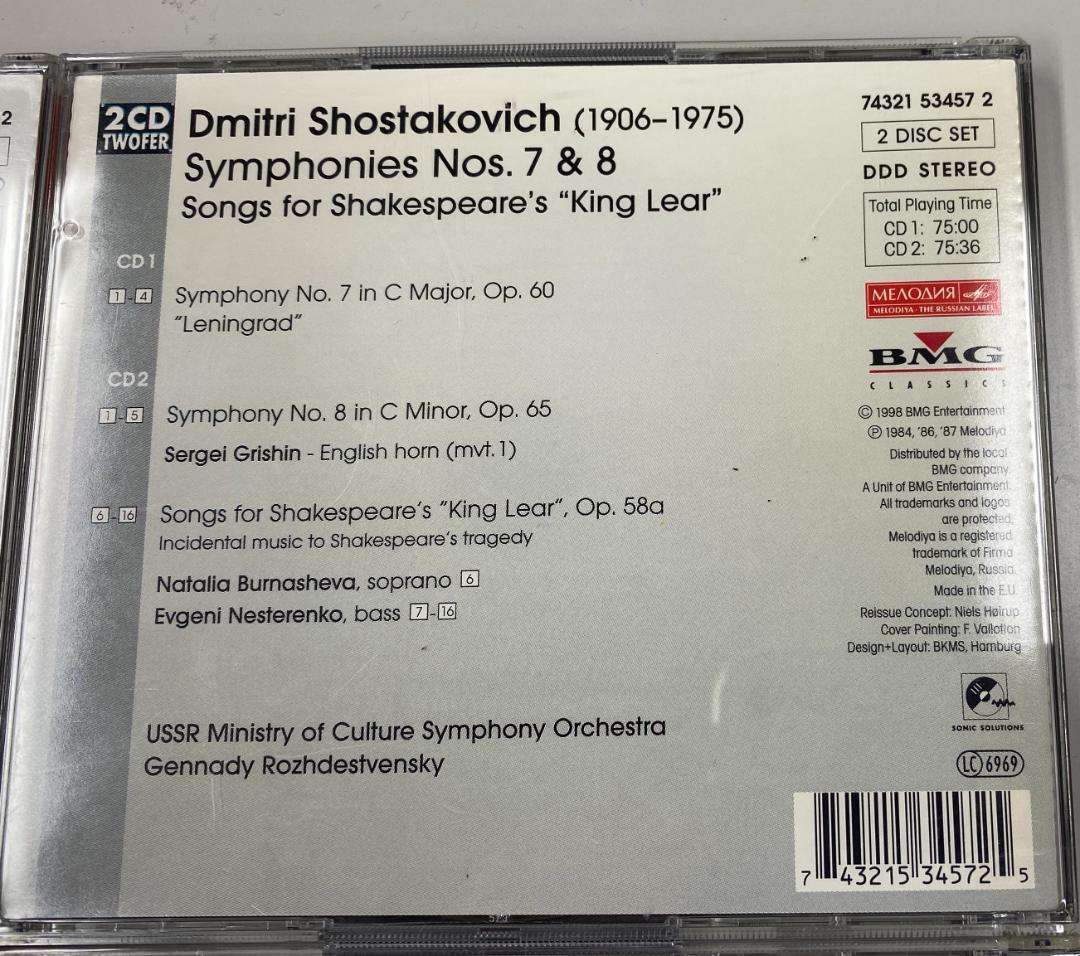 2
2CD
TWOFER
Dmitri Shostakovich (1906–1975)
Symphonies Nos. 7 & 8
Songs for Shakespeare's “King Lear”
CD 1
1 - 4 Symphony No. 7 in C Major, Op. 60
“Leningrad”
CD 2
1 - 5 Symphony No. 8 in C Minor, Op. 65
Sergei Grishin - English horn (mvt. 1)
6 - 16 Songs for Shakespeare's “King Lear”, Op. 58a
Incidental music to Shakespeare's tragedy
Natalia Burnasheva, soprano 6
Evgeni Nesterenko, bass 7 - 16
USSR Ministry of Culture Symphony Orchestra
Gennady Rozhdestvensky
74321 53457 2
2 DISC SET
DDD STEREO
Total Playing Time
CD 1: 75:00
CD 2: 75:36
МЕЛОДИЯ
MELODIYA · THE RUSSIAN LABEL
BMG
CLASSICS
© 1998 BMG Entertainment
℗ 1984, '86, '87 Melodiya
Distributed by the local
BMG company.
A Unit of BMG Entertainment.
All trademarks and logos
are protected.
Melodiya is a registered
trademark of Firma
Melodiya, Russia.
Made in the E.U.
Reissue Concept: Niels Høirup
Cover Painting: F. Vallotton
Design+Layout: BKMS, Hamburg
SONIC SOLUTIONS
LC 6969
7 43215 34572 5